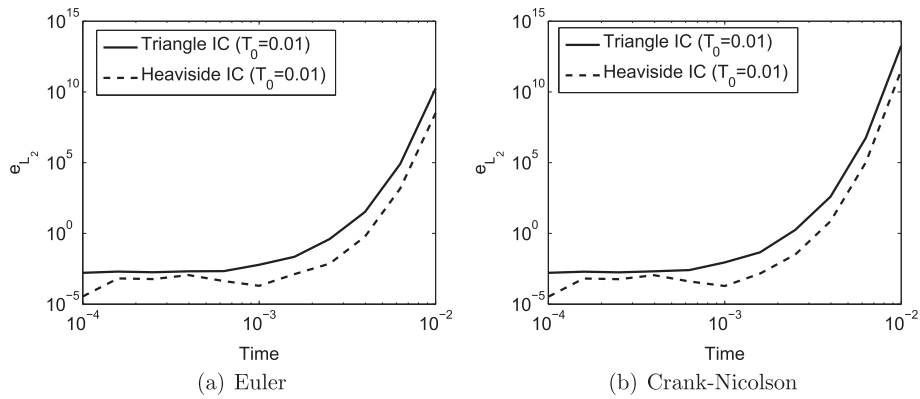 10^15
10^10
10^5
10^0
10^−5
e_L_2
Triangle IC (T_0=0.01)
Heaviside IC (T_0=0.01)
10^−4
10^−3
10^−2
Time
(a) Euler
10^15
10^10
10^5
10^0
10^−5
e_L_2
Triangle IC (T_0=0.01)
Heaviside IC (T_0=0.01)
10^−4
10^−3
10^−2
Time
(b) Crank-Nicolson